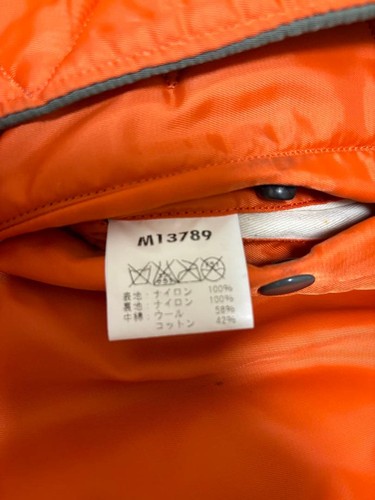 M13789
表地：ナイロン 100%
裏地：ナイロン 100%
中綿：ウール 58%
コットン 42%